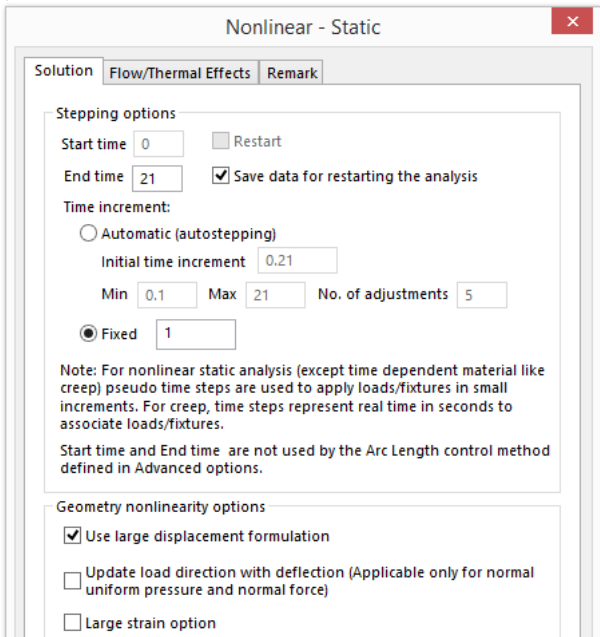 Nonlinear - Static
Solution Flow/Thermal Effects Remark
Stepping options
Start time 0 Restart
End time 21 Save data for restarting the analysis
Time increment:
Automatic (autostepping)
Initial time increment 0.21
Min 0.1 Max 21 No. of adjustments 5
Fixed 1
Note: For nonlinear static analysis (except time dependent material like
creep) pseudo time steps are used to apply loads/fixtures in small
increments. For creep, time steps represent real time in seconds to
associate loads/fixtures.
Start time and End time are not used by the Arc Length control method
defined in Advanced options.
Geometry nonlinearity options
Use large displacement formulation
Update load direction with deflection (Applicable only for normal
uniform pressure and normal force)
Large strain option